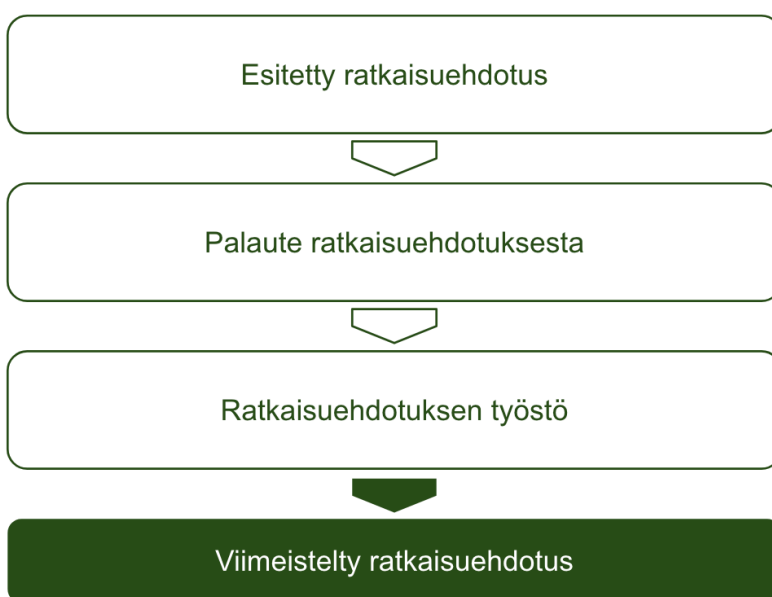 Esitetty ratkaisuehdotus
Palaute ratkaisuehdotuksesta
Ratkaisuehdotuksen työstö
Viimeistelty ratkaisuehdotus